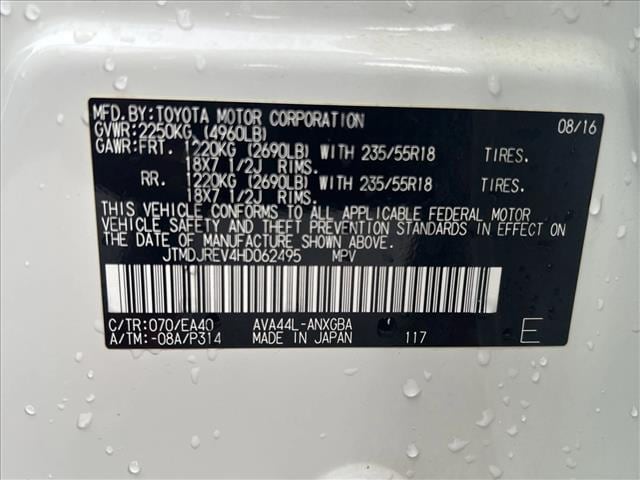 MFD.BY:TOYOTA MOTOR CORPORATION 08/16
GVWR:2250KG (4960LB)
GAWR:FRT. 1220KG (2690LB) WITH 235/55R18 TIRES.
18X7 1/2J RIMS.
RR. 1220KG (2690LB) WITH 235/55R18 TIRES.
18X7 1/2J RIMS.
THIS VEHICLE CONFORMS TO ALL APPLICABLE FEDERAL MOTOR
VEHICLE SAFETY AND THEFT PREVENTION STANDARDS IN
EFFECT ON THE DATE OF MANUFACTURE SHOWN ABOVE.
JTMDJREV4HD062495 MPV
C/TR:070/EA40 AVA44L-ANXGBA
A/TM:-08A/P314 MADE IN JAPAN 117 E